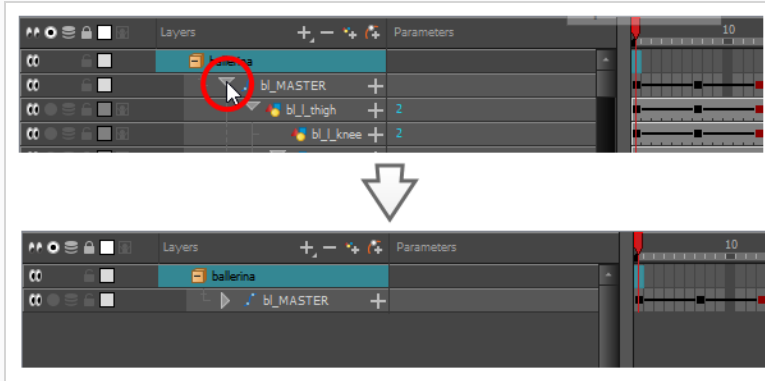 Layers Parameters 10
ballerina
bl_MASTER
bl_l_thigh 2
bl_l_knee 2
Layers Parameters 10
ballerina
bl_MASTER